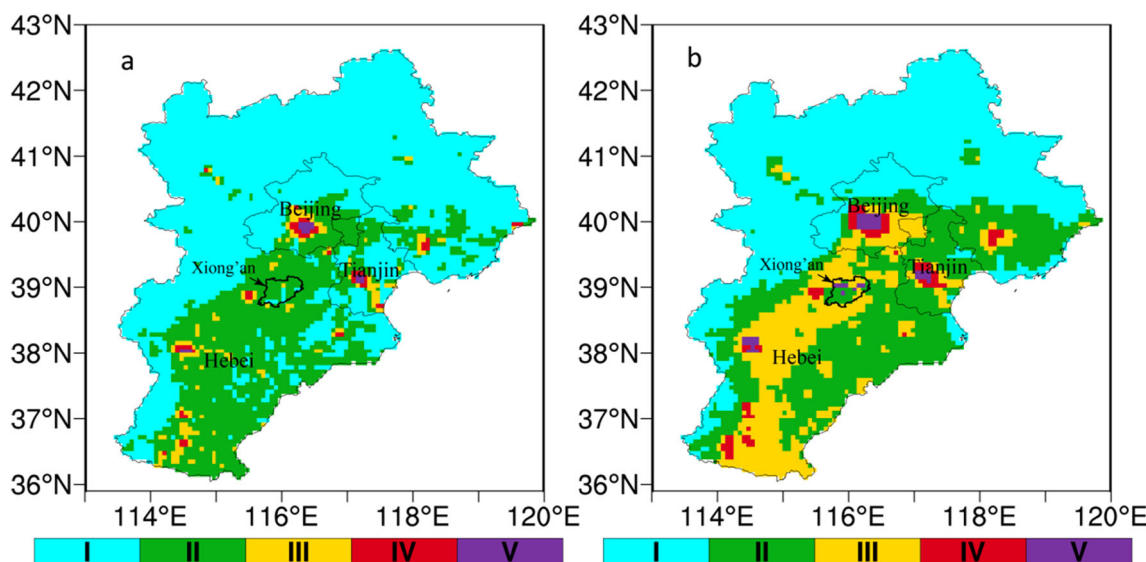 43°N
42°N
41°N
40°N
39°N
38°N
37°N
36°N
a
Beijing
Xiong'an
Tianjin
Hebei
114°E 116°E 118°E 120°E
I II III IV V
43°N
42°N
41°N
40°N
39°N
38°N
37°N
36°N
b
Beijing
Xiong'an
Tianjin
Hebei
114°E 116°E 118°E 120°E
I II III IV V